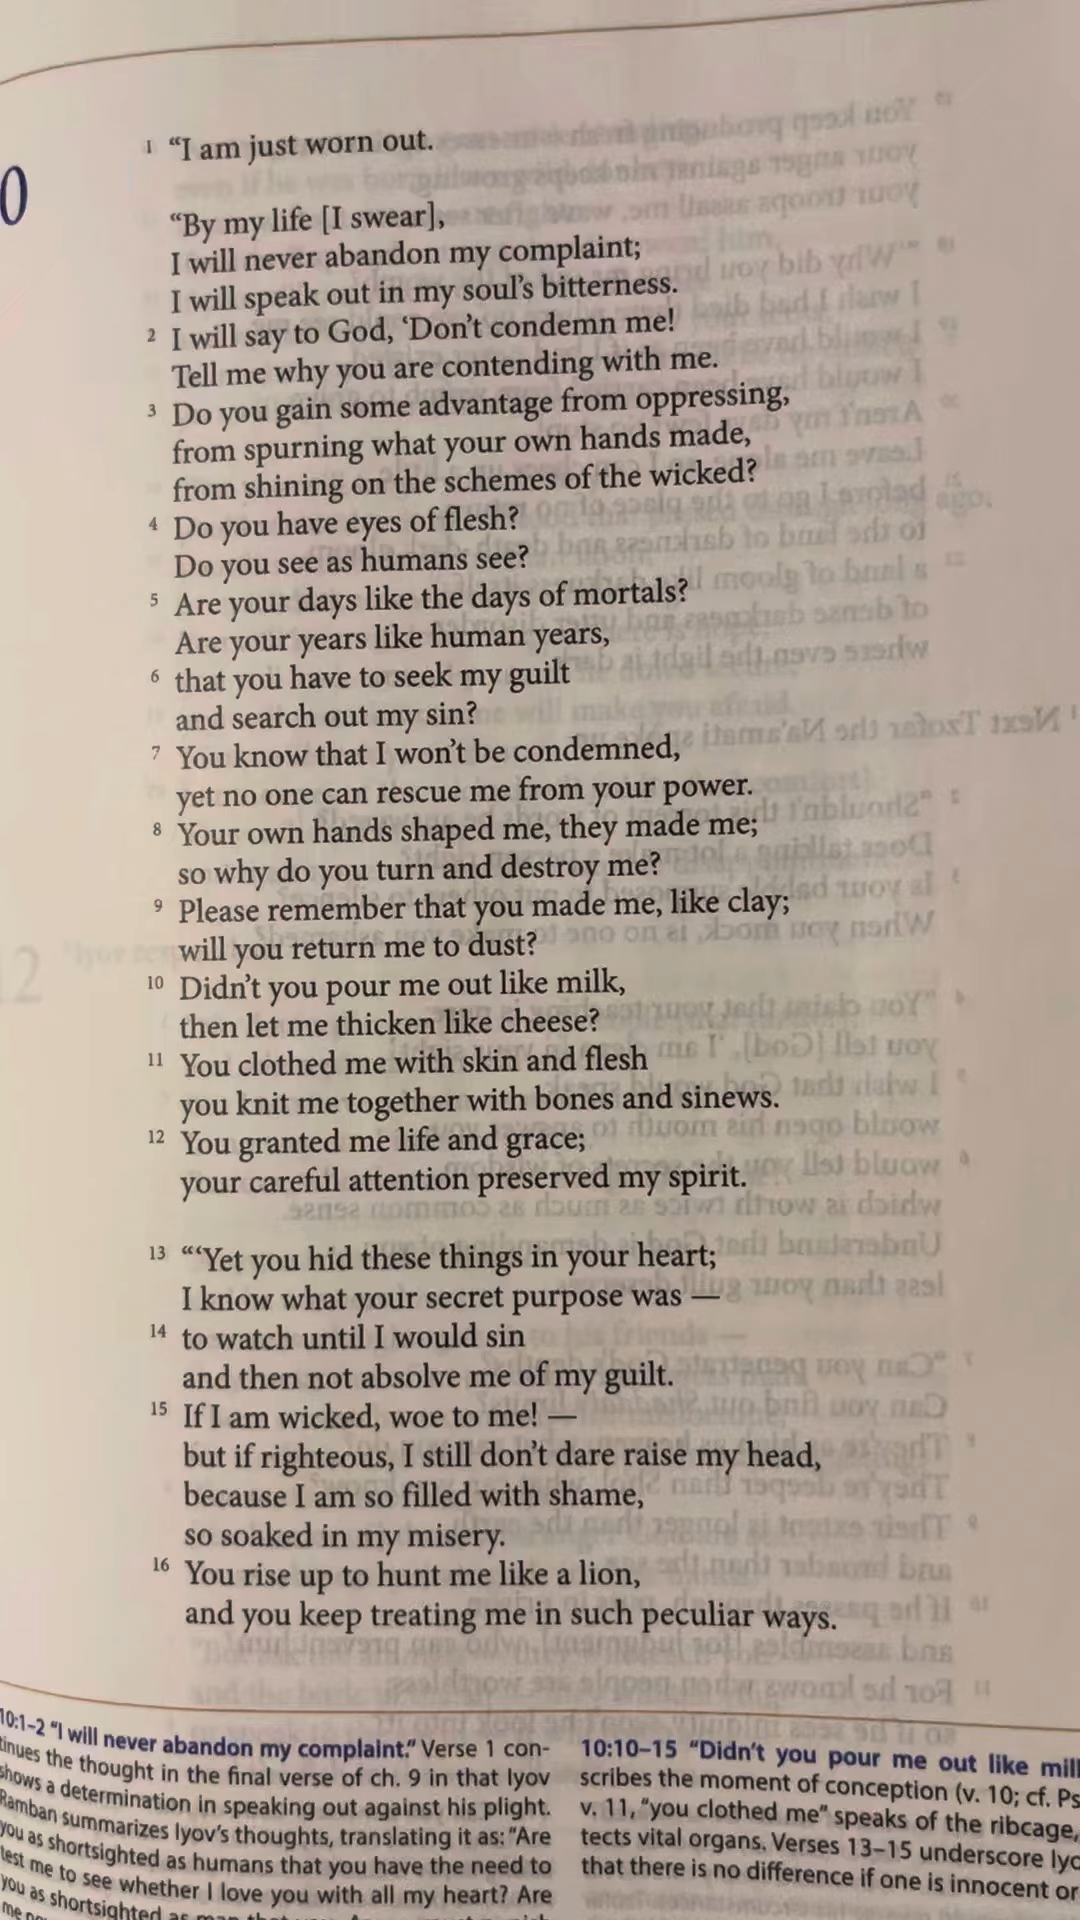 0
1 “I am just worn out.
“By my life [I swear],
I will never abandon my complaint;
I will speak out in my soul’s bitterness.
2 I will say to God, ‘Don’t condemn me!
Tell me why you are contending with me.
3 Do you gain some advantage from oppressing,
from spurning what your own hands made,
from shining on the schemes of the wicked?
4 Do you have eyes of flesh?
Do you see as humans see?
5 Are your days like the days of mortals?
Are your years like human years,
6 that you have to seek my guilt
and search out my sin?
7 You know that I won’t be condemned,
yet no one can rescue me from your power.
8 Your own hands shaped me, they made me;
so why do you turn and destroy me?
9 Please remember that you made me, like clay;
will you return me to dust?
10 Didn’t you pour me out like milk,
then let me thicken like cheese?
11 You clothed me with skin and flesh
you knit me together with bones and sinews.
12 You granted me life and grace;
your careful attention preserved my spirit.
13 “‘Yet you hid these things in your heart;
I know what your secret purpose was —
14 to watch until I would sin
and then not absolve me of my guilt.
15 If I am wicked, woe to me! —
but if righteous, I still don’t dare raise my head,
because I am so filled with shame,
so soaked in my misery.
16 You rise up to hunt me like a lion,
and you keep treating me in such peculiar ways.
10:1–2 “I will never abandon my complaint.” Verse 1 con-
tinues the thought in the final verse of ch. 9 in that Iyov
shows a determination in speaking out against his plight.
Ramban summarizes Iyov’s thoughts, translating it as: “Are
you as shortsighted as humans that you have the need to
test me to see whether I love you with all my heart? Are
you as shortsighted as man that you
10:10–15 “Didn’t you pour me out like mil
scribes the moment of conception (v. 10; cf. Ps
v. 11, “you clothed me” speaks of the ribcage,
tects vital organs. Verses 13–15 underscore Iyo
that there is no difference if one is innocent or